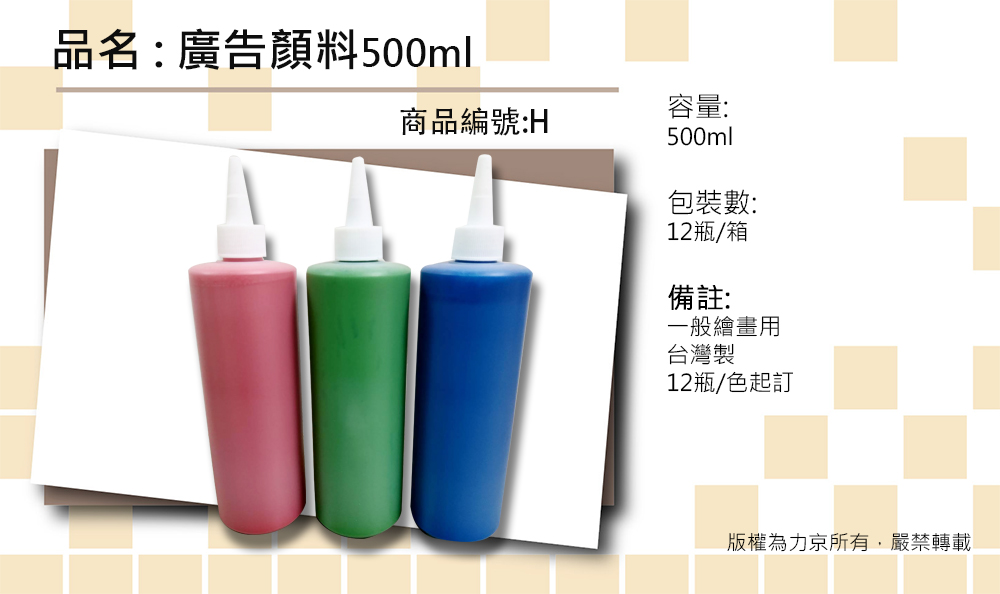 品名 : 廣告顏料500ml
商品編號:H
容量:
500ml
包裝數:
12瓶/箱
備註:
一般繪畫用
台灣製
12瓶/色起訂
版權為力京所有，嚴禁轉載